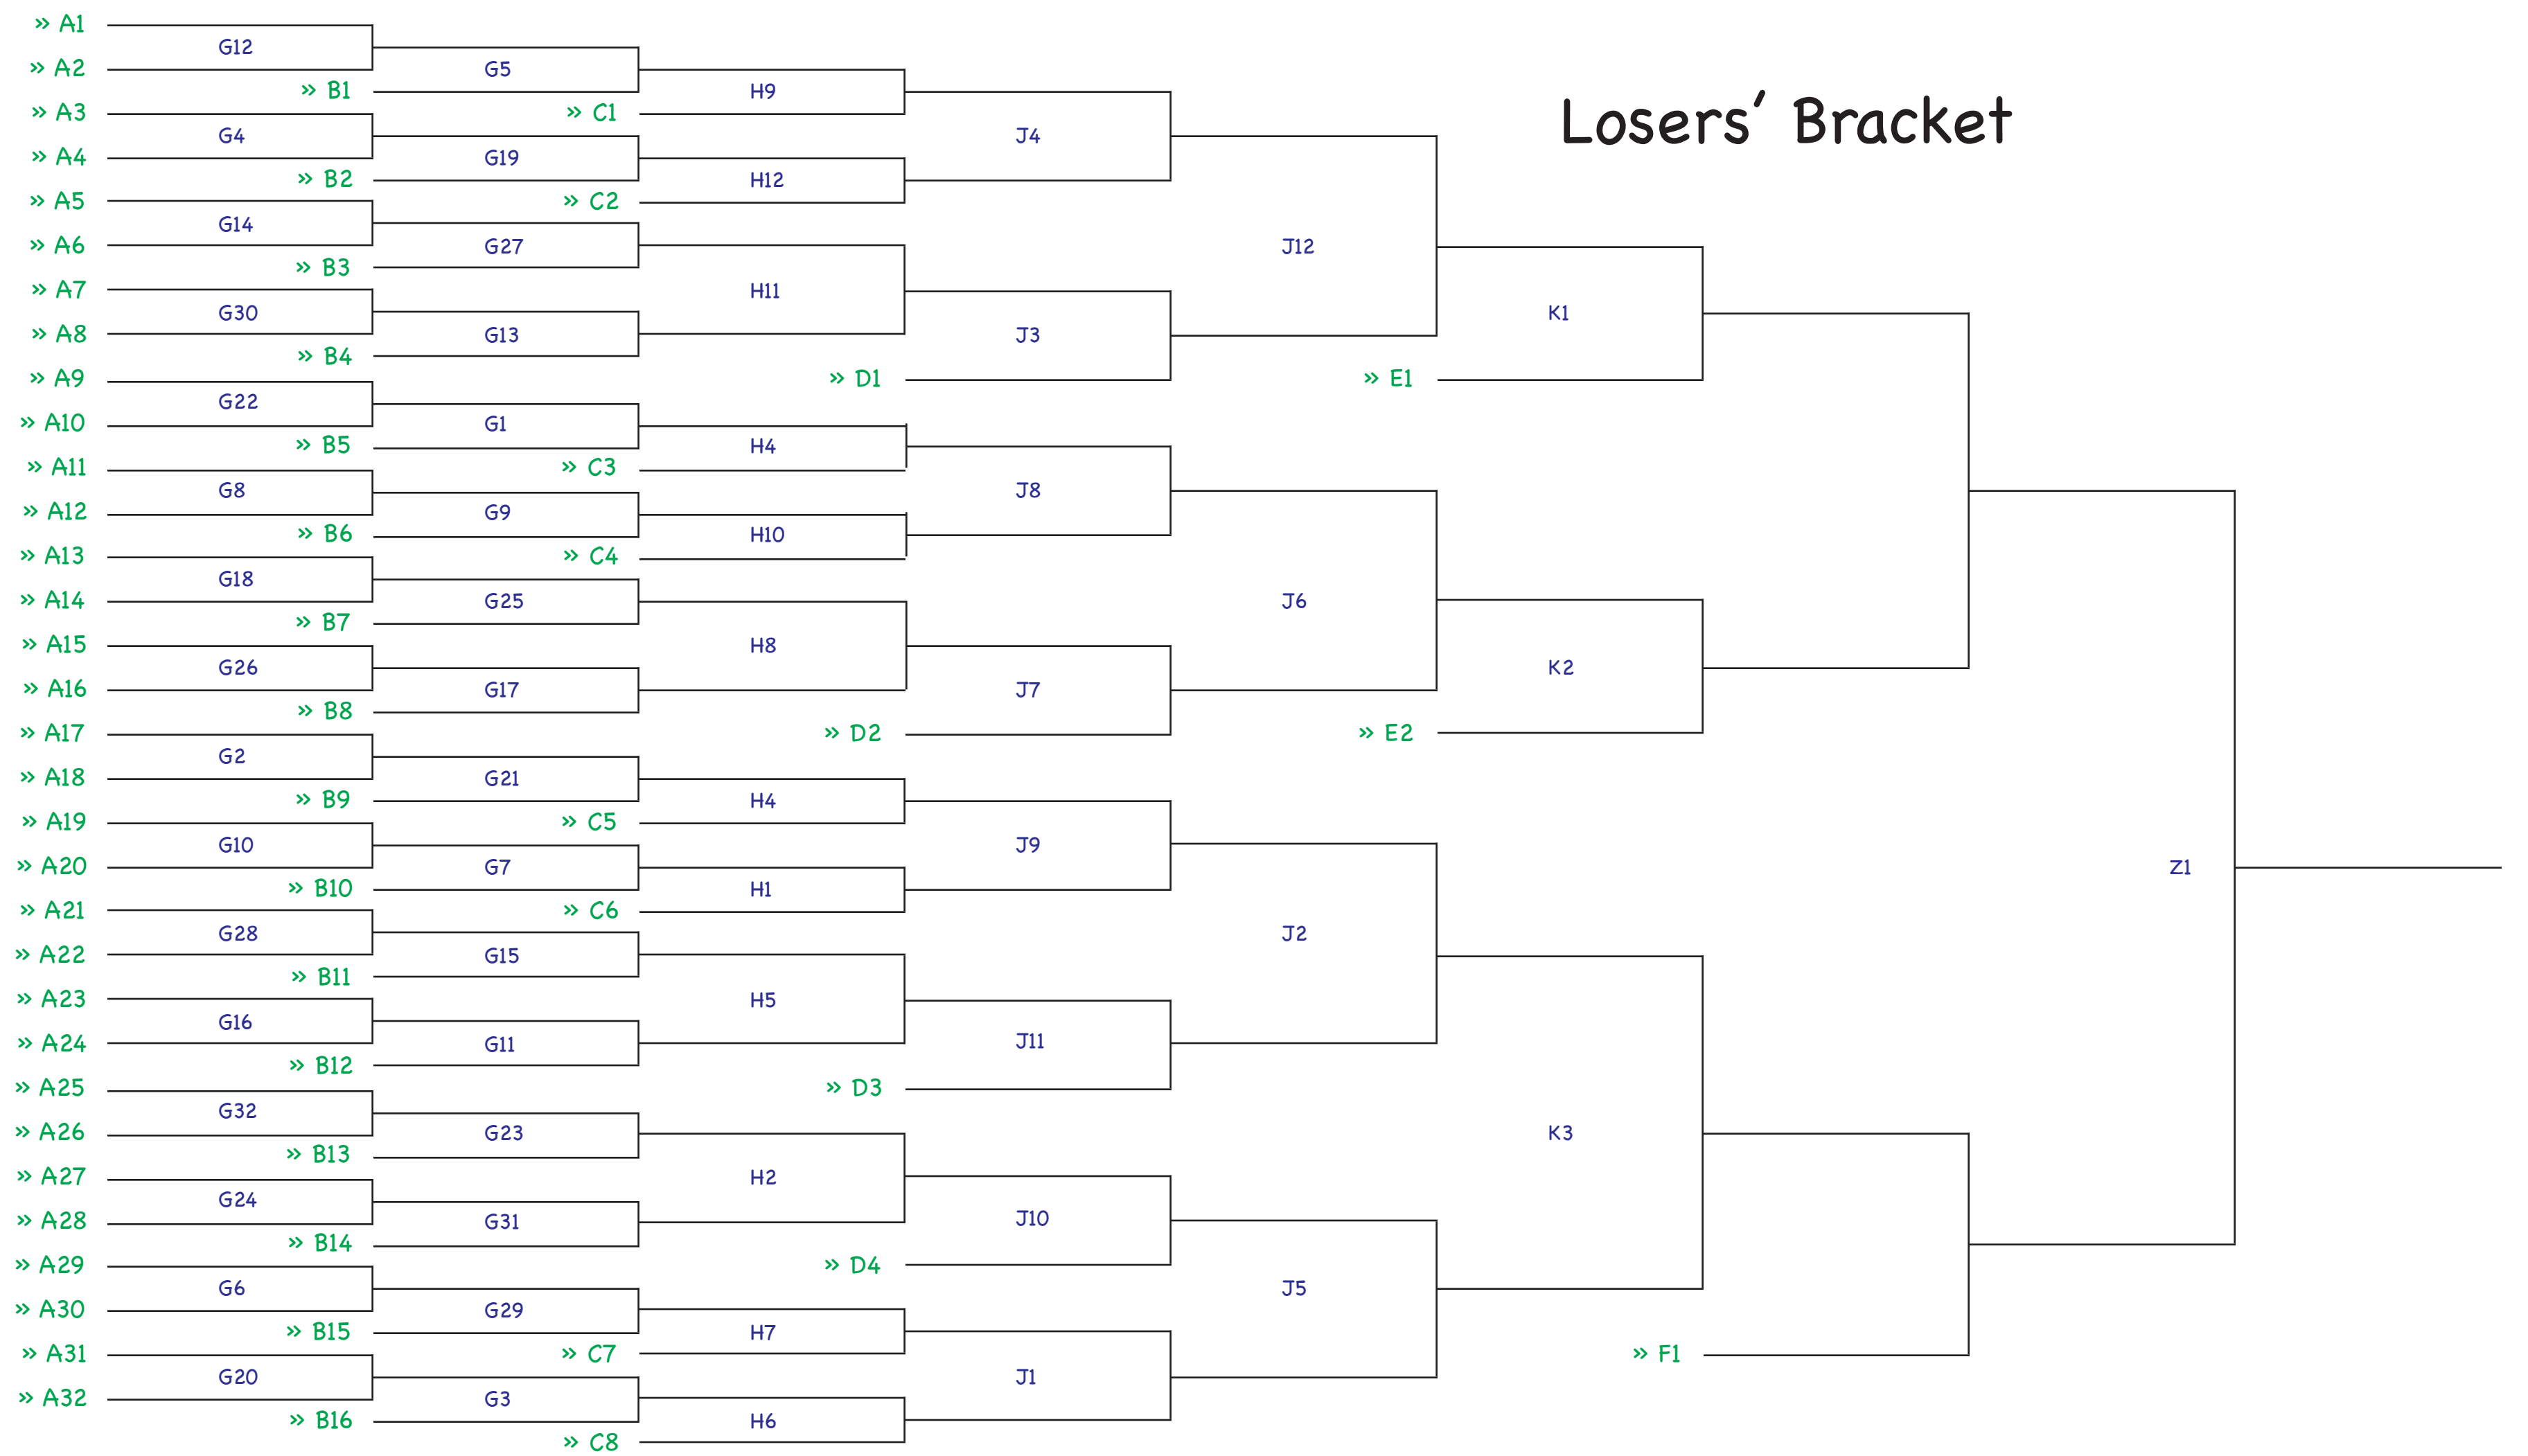 Losers’ Bracket
» A1
G12
» A2
G5
» B1
H9
» A3
» C1
G4
J4
» A4
G19
» B2
H12
» A5
» C2
G14
J12
» A6
G27
» B3
» A7
H11
G30
K1
» A8
G13
J3
» B4
» A9
» D1
» E1
G22
» A10
G1
» B5
H4
» A11
» C3
G8
J8
» A12
G9
» B6
H10
» A13
» C4
G18
» A14
G25
J6
» B7
» A15
H8
G26
K2
» A16
G17
J7
» B8
» A17
» D2
» E2
G2
» A18
G21
» B9
H4
» A19
» C5
G10
J9
» A20
G7
Z1
» B10
H1
» A21
» C6
G28
J2
» A22
G15
» B11
» A23
H5
G16
» A24
G11
J11
» B12
» A25
» D3
G32
» A26
G23
K3
» B13
» A27
H2
G24
» A28
G31
J10
» B14
» A29
» D4
G6
J5
» A30
G29
» B15
H7
» A31
» C7
» F1
G20
J1
» A32
G3
» B16
H6
» C8